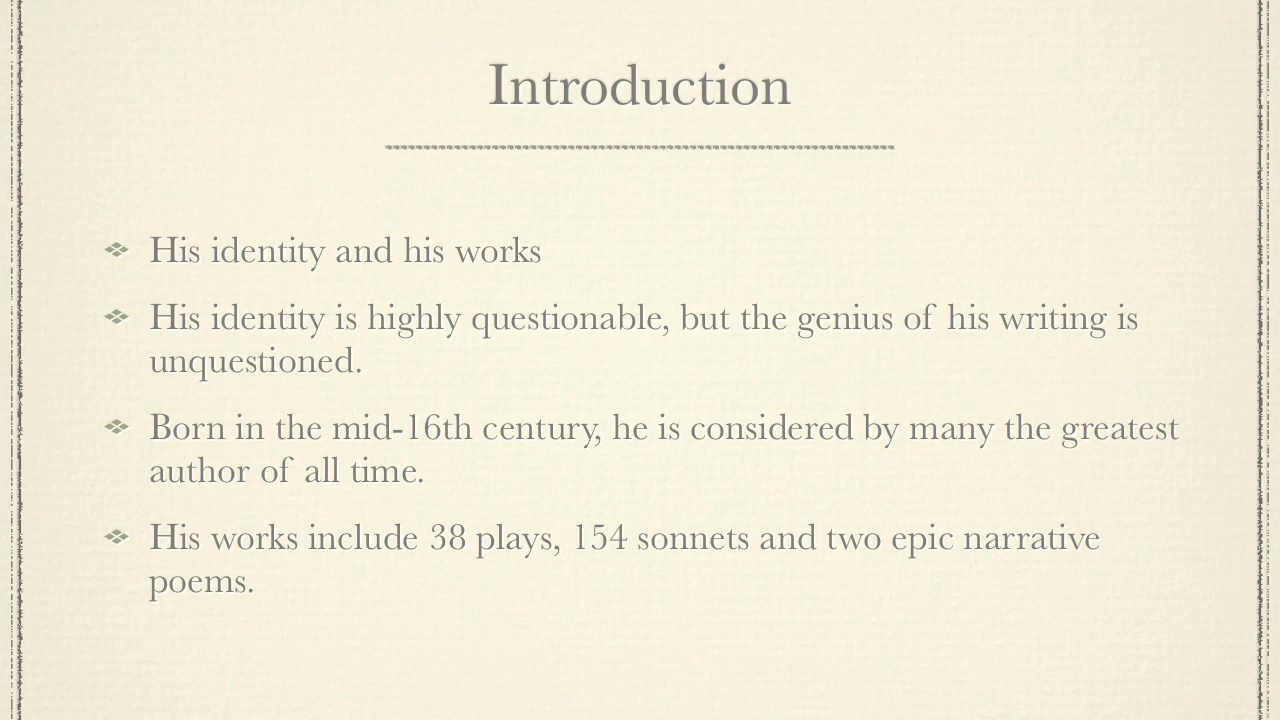 Introduction
His identity and his works
His identity is highly questionable, but the genius of his writing is
unquestioned.
Born in the mid-16th century, he is considered by many the greatest
author of all time.
His works include 38 plays, 154 sonnets and two epic narrative
poems.